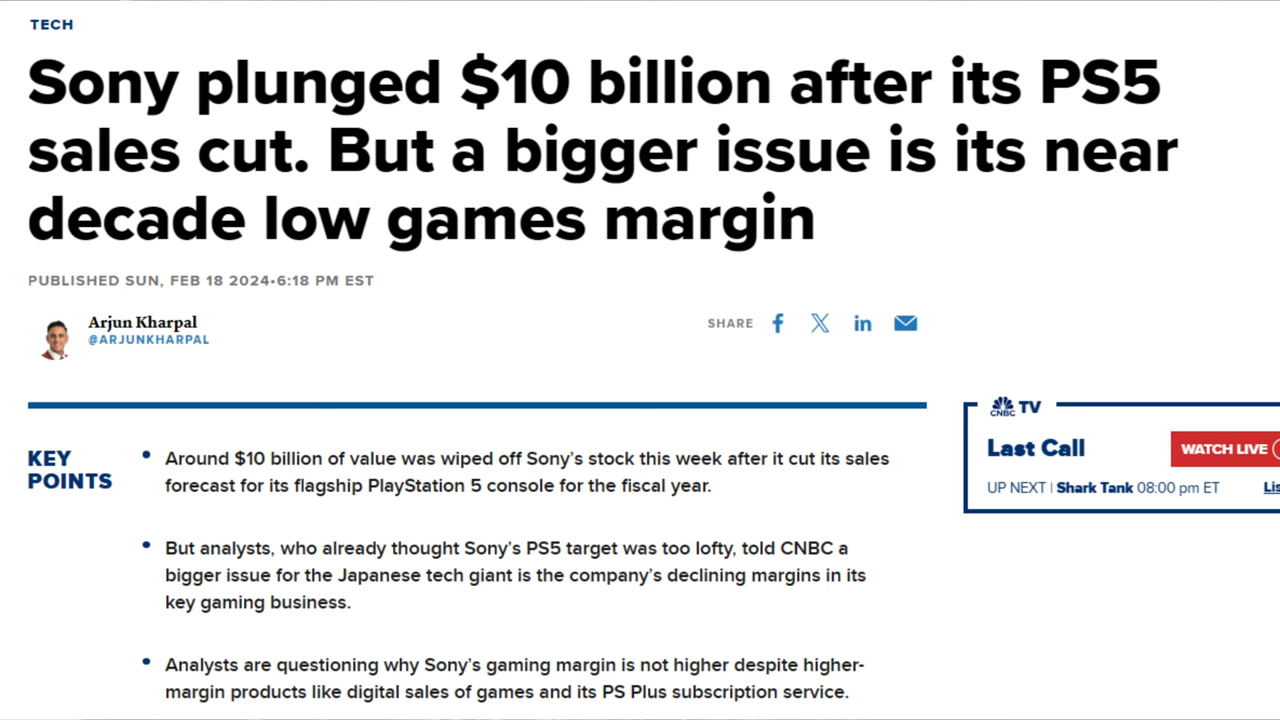 TECH
Sony plunged $10 billion after its PS5
sales cut. But a bigger issue is its near
decade low games margin
PUBLISHED SUN, FEB 18 2024•6:18 PM EST
Arjun Kharpal
@ARJUNKHARPAL
SHARE
KEY
POINTS
• Around $10 billion of value was wiped off Sony’s stock this week after it cut its sales
forecast for its flagship PlayStation 5 console for the fiscal year.
• But analysts, who already thought Sony’s PS5 target was too lofty, told CNBC a
bigger issue for the Japanese tech giant is the company’s declining margins in its
key gaming business.
• Analysts are questioning why Sony’s gaming margin is not higher despite higher-
margin products like digital sales of games and its PS Plus subscription service.
CNBC TV
Last Call
WATCH LIVE
UP NEXT | Shark Tank 08:00 pm ET